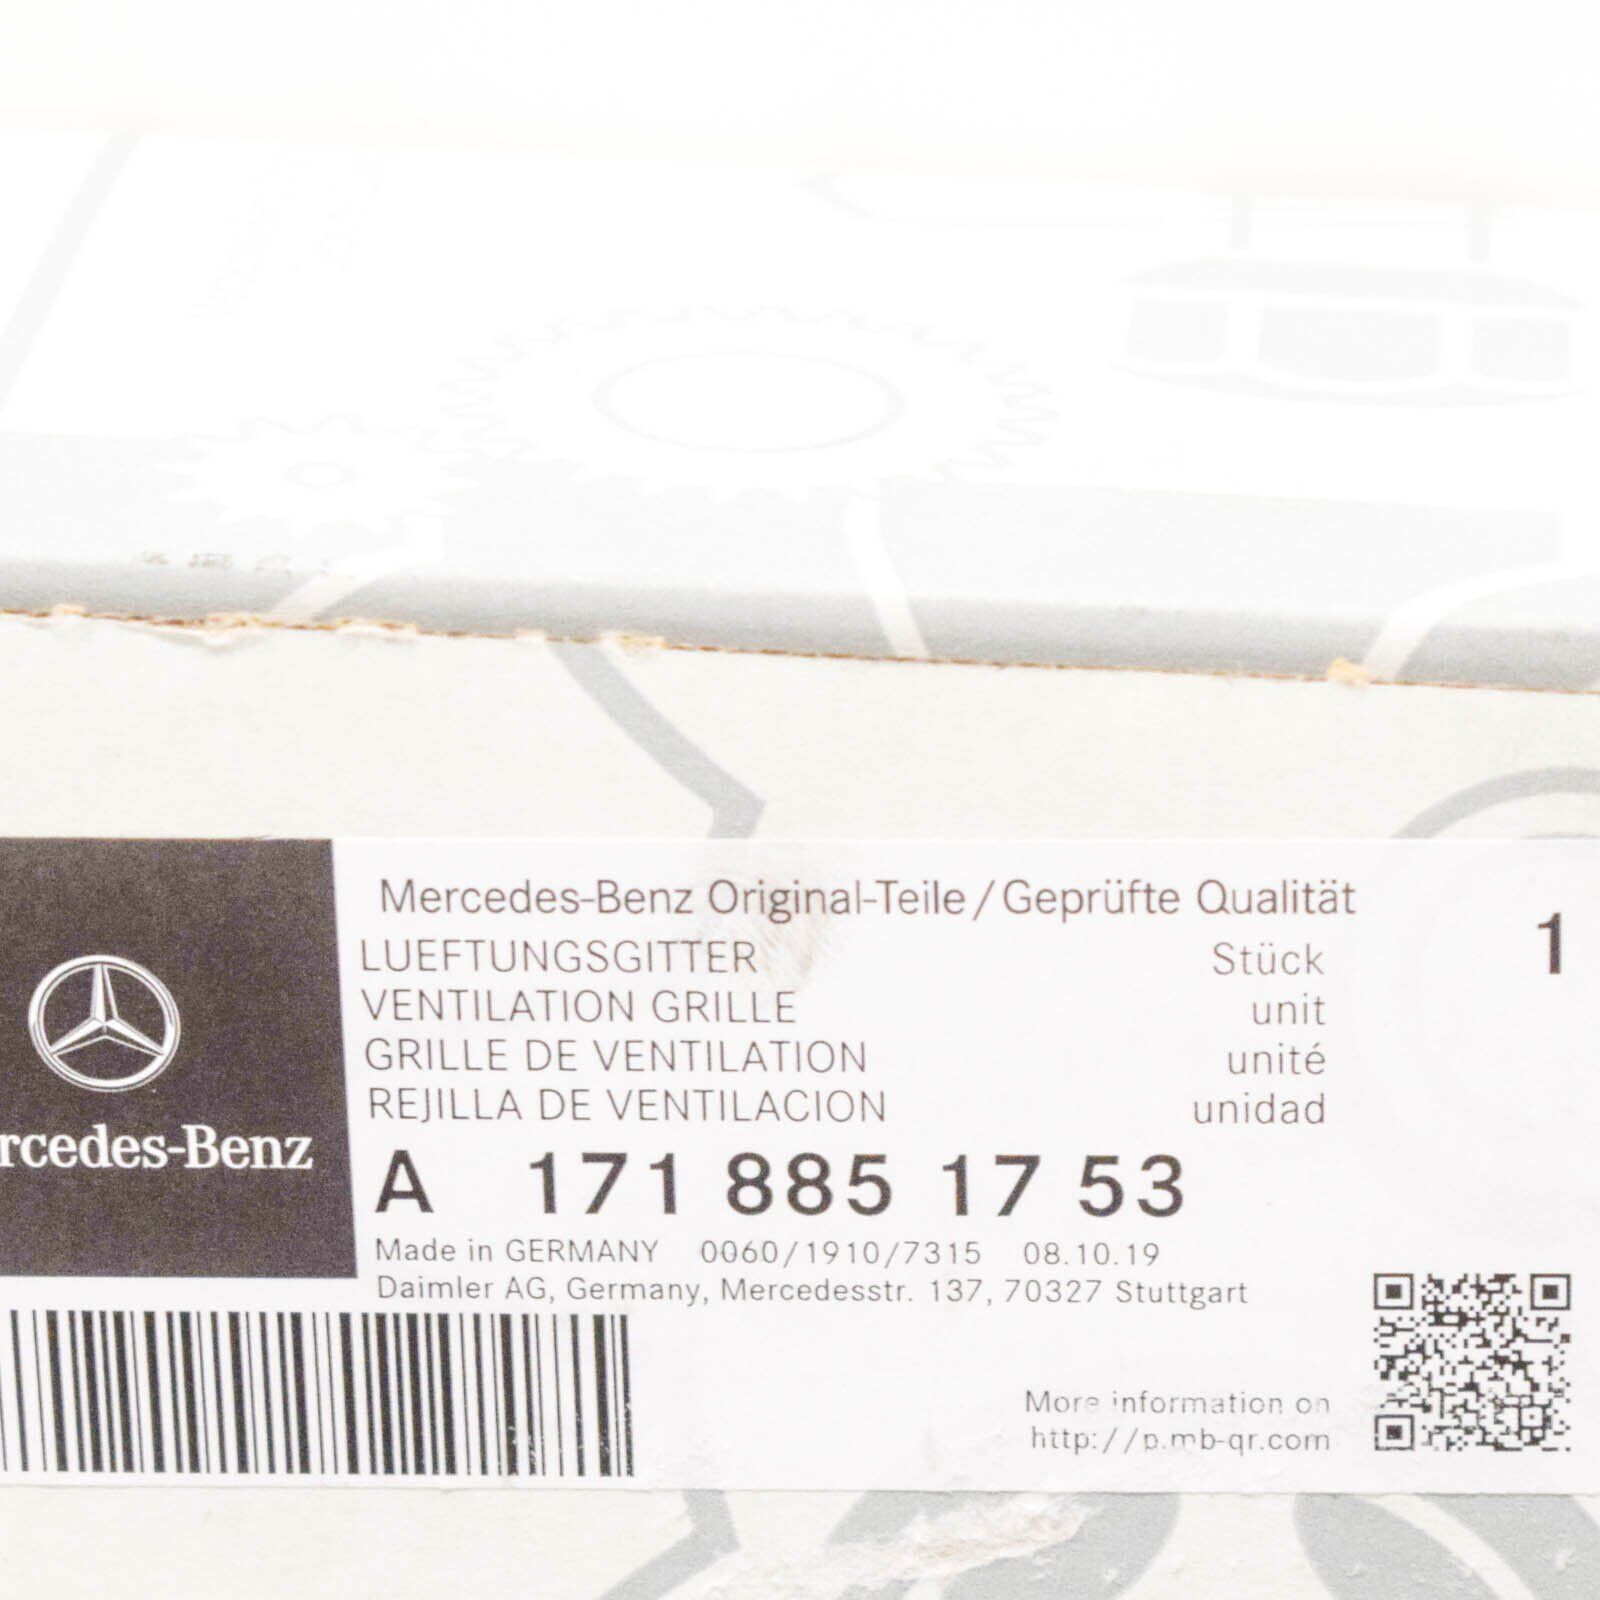 Mercedes-Benz Original-Teile / Geprüfte Qualität
LUEFTUNGSGITTER Stück 1
VENTILATION GRILLE unit
GRILLE DE VENTILATION unité
REJILLA DE VENTILACION unidad
rcedes-Benz
A 171 885 17 53
Made in GERMANY 0060/1910/7315 08.10.19
Daimler AG, Germany, Mercedesstr. 137, 70327 Stuttgart
More information on
http://p.mb-qr.com